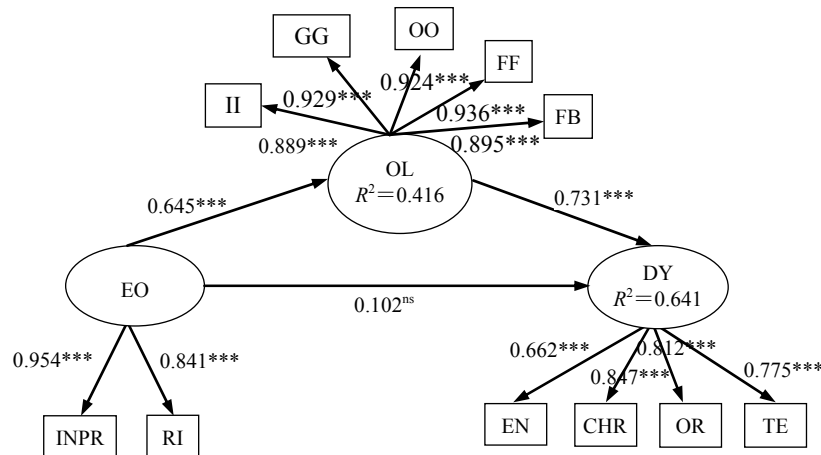 GG
OO
FF
II
FB
0.929***
0.924***
0.936***
0.889***
0.895***
OL
R²＝0.416
0.645***
0.731***
EO
DY
R²＝0.641
0.102ns
0.954***
0.841***
0.662***
0.847***
0.812***
0.775***
INPR
RI
EN
CHR
OR
TE